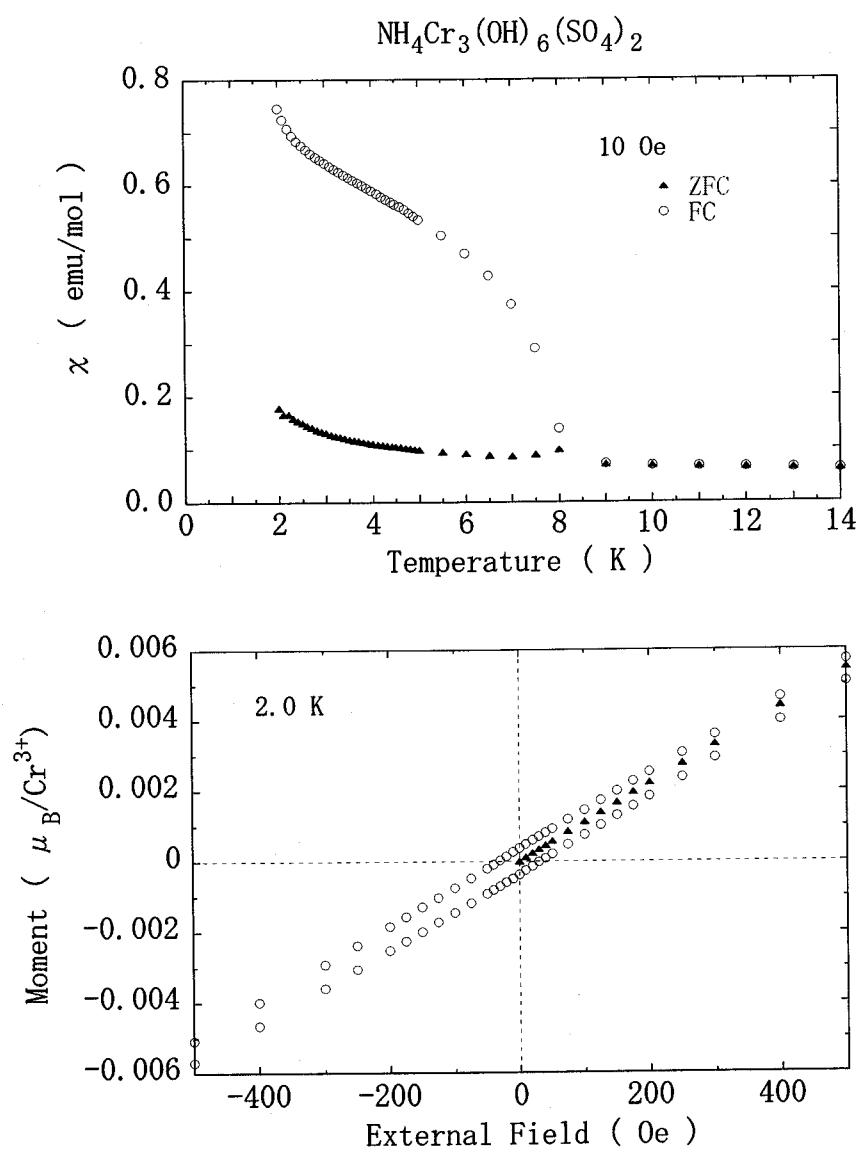 NH₄Cr₃(OH)₆(SO₄)₂
0.8
0.6
0.4
0.2
0.0
χ ( emu/mol )
10 Oe
▲ ZFC
○ FC
0 2 4 6 8 10 12 14
Temperature ( K )
0.006
0.004
0.002
0
-0.002
-0.004
-0.006
Moment ( μ_B/Cr³⁺)
2.0 K
-400 -200 0 200 400
External Field ( Oe )